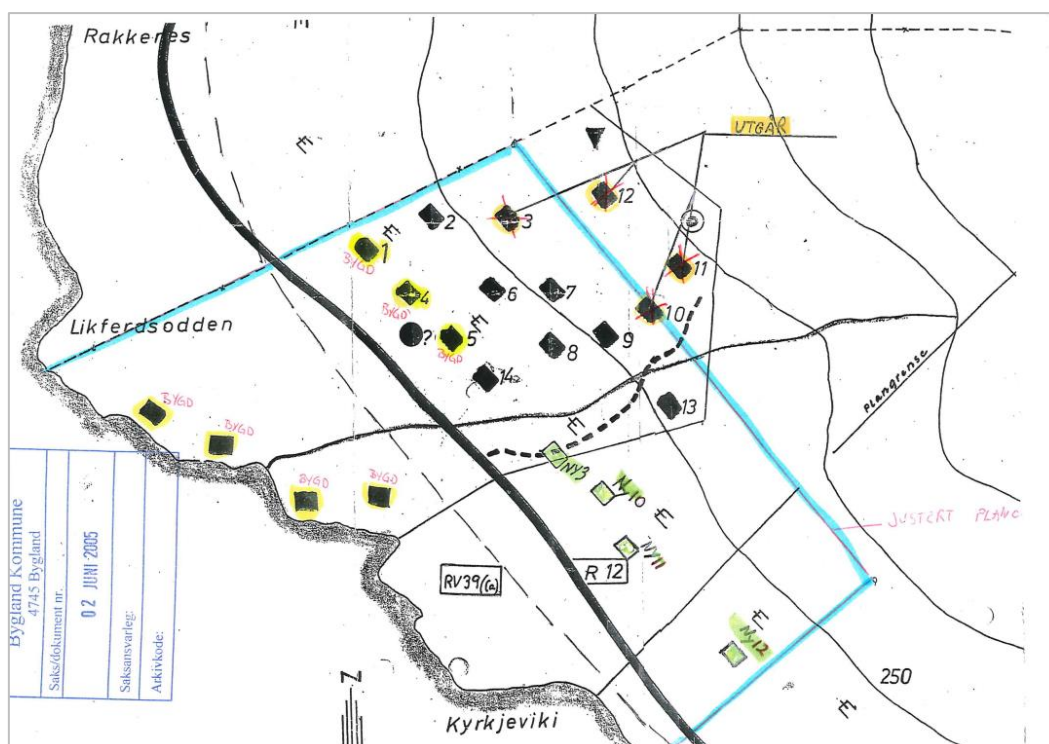 Rakkenes
UTGÅR
12
2
3
1
BYGD
11
4
6
7
10
BYGD
Likferdsodden
?
5
BYGD
8
9
14
13
Plangrense
BYGD
BYGD
BYGD
BYGD
NY3
NY10
NY11
JUSTERT PLANG
RV39(a)
R 12
NY12
250
Kyrkjeviki
N
Bygland Kommune
4745 Bygland
Saks/dokument nr.
02 JUNI 2005
Saksansvarleg:
Arkivkode: